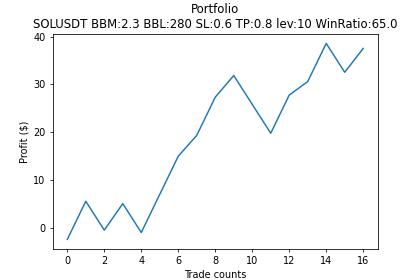 Portfolio
SOLUSDT BBM:2.3 BBL:280 SL:0.6 TP:0.8 lev:10 WinRatio:65.0
40
30
20
10
0
Profit ($)
0 2 4 6 8 10 12 14 16
Trade counts